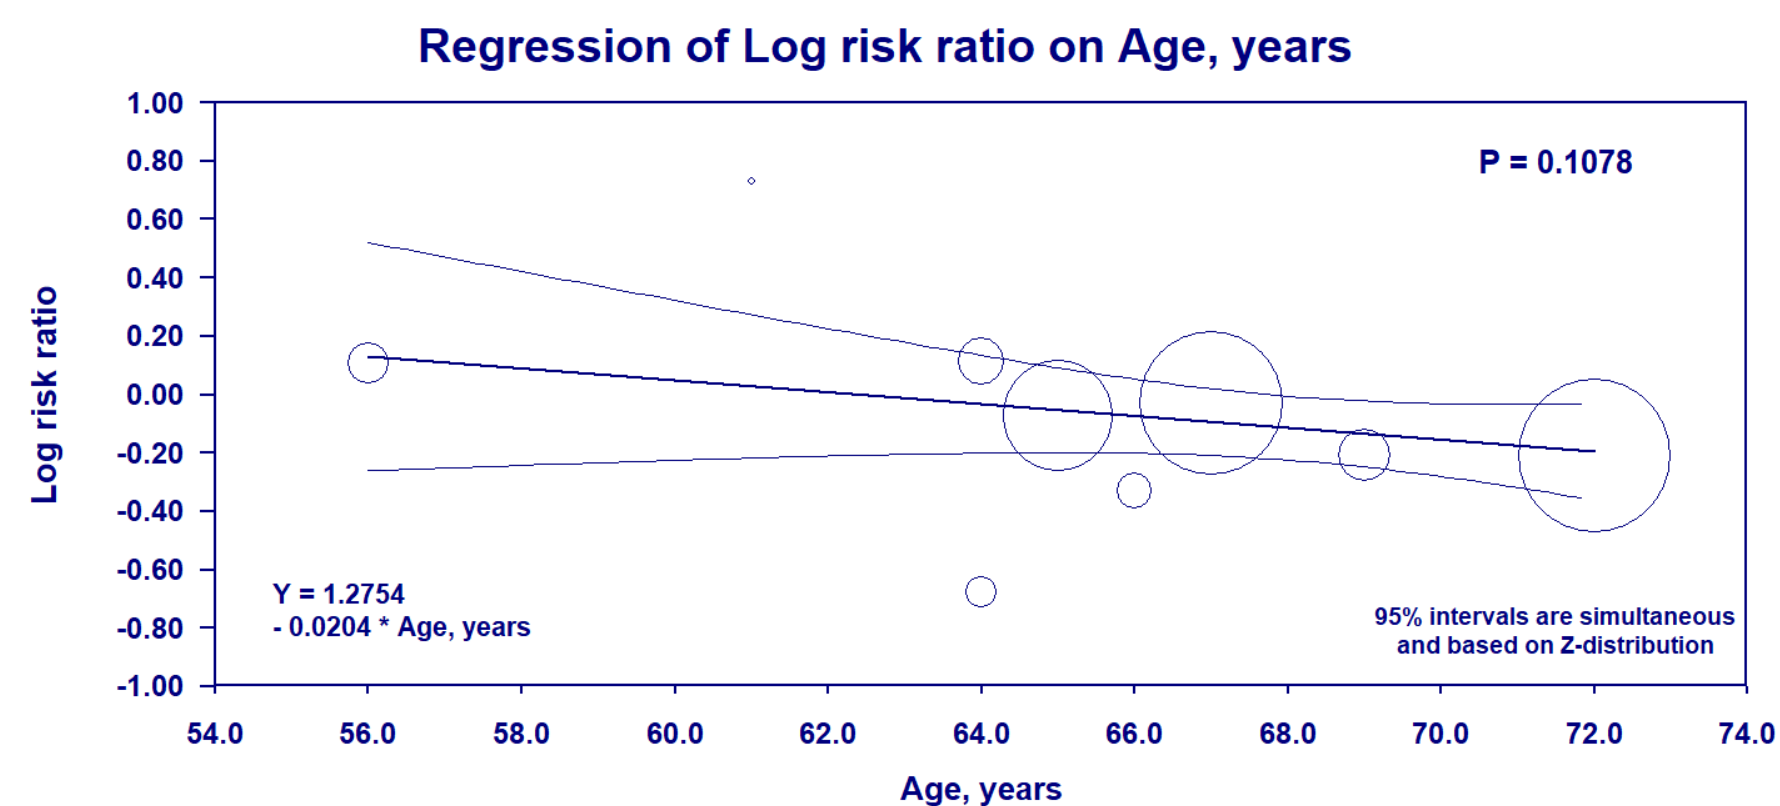 Regression of Log risk ratio on Age, years
1.00
0.80
0.60
0.40
0.20
0.00
-0.20
-0.40
-0.60
-0.80
-1.00
Log risk ratio
P = 0.1078
Y = 1.2754
- 0.0204 * Age, years
95% intervals are simultaneous
and based on Z-distribution
54.0 56.0 58.0 60.0 62.0 64.0 66.0 68.0 70.0 72.0 74.0
Age, years